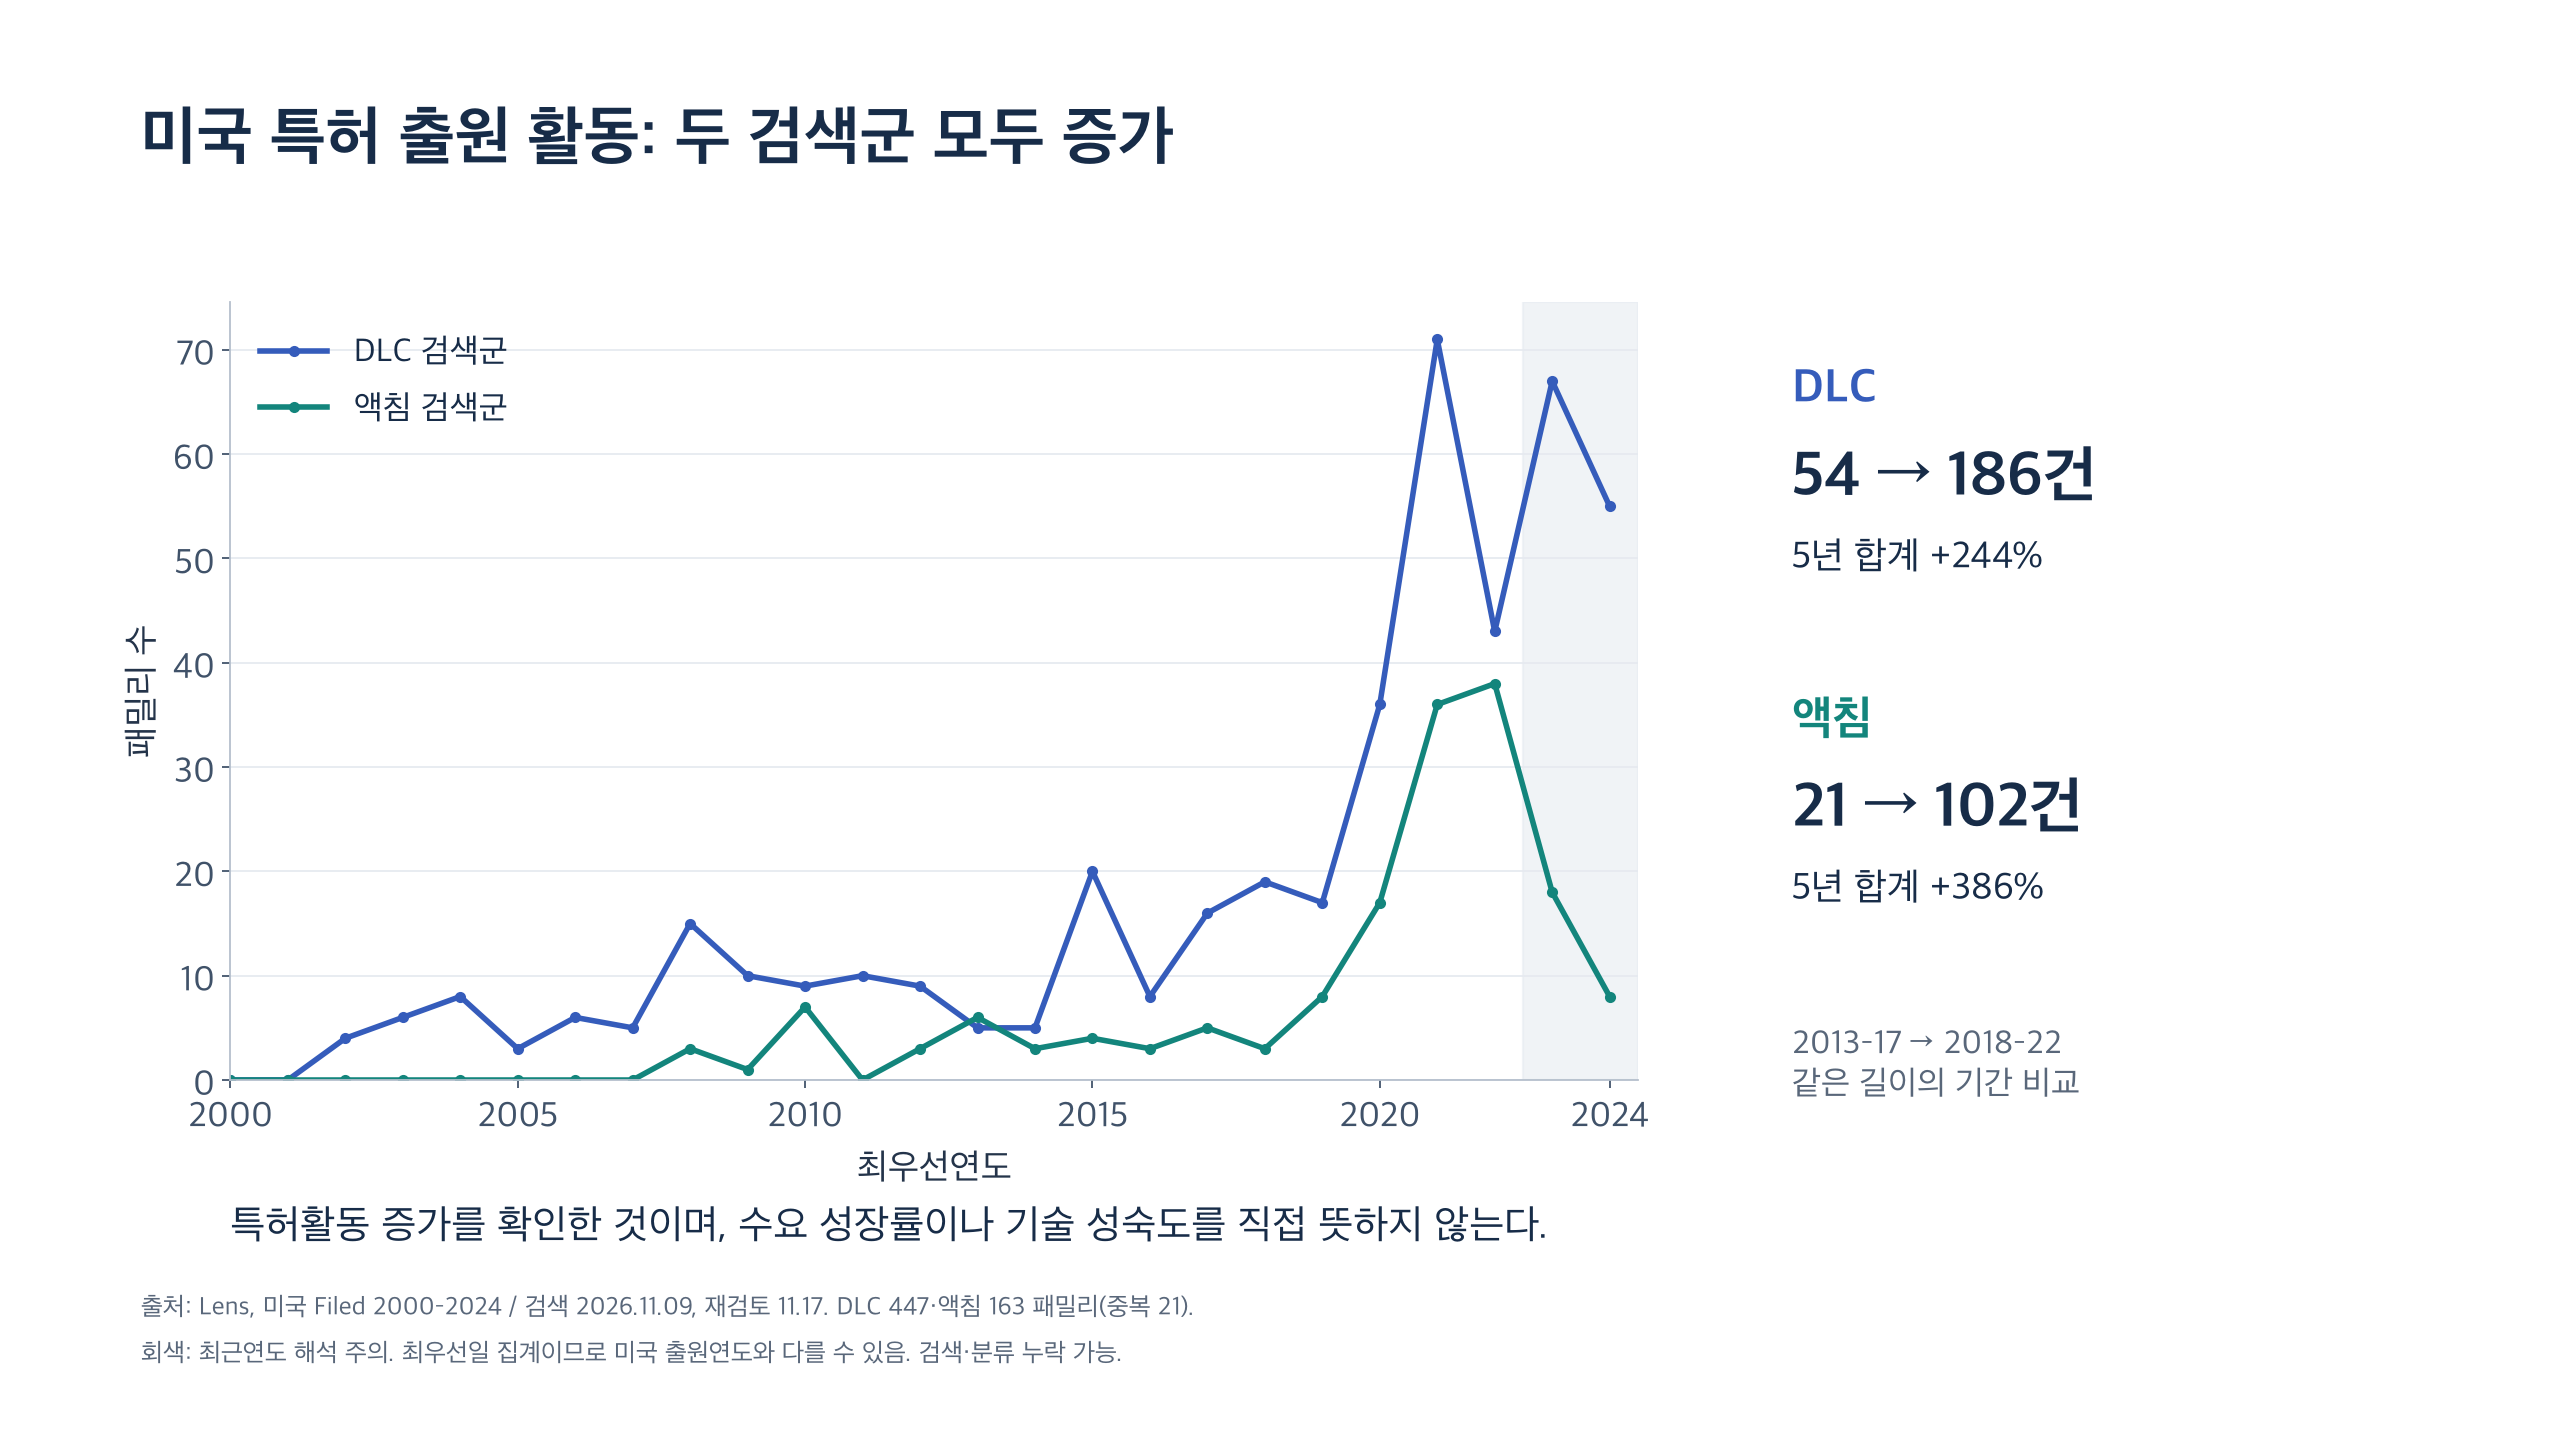 미국 특허 출원 활동: 두 검색군 모두 증가
DLC 검색군
액침 검색군
패밀리 수
70
60
50
40
30
20
10
0
2000
2005
2010
2015
2020
2024
최우선연도
DLC
54 → 186건
5년 합계 +244%
액침
21 → 102건
5년 합계 +386%
2013-17 → 2018-22
같은 길이의 기간 비교
특허활동 증가를 확인한 것이며, 수요 성장률이나 기술 성숙도를 직접 뜻하지 않는다.
출처: Lens, 미국 Filed 2000-2024 / 검색 2026.11.09, 재검토 11.17. DLC 447·액침 163 패밀리(중복 21).
회색: 최근연도 해석 주의. 최우선일 집계이므로 미국 출원연도와 다를 수 있음. 검색·분류 누락 가능.